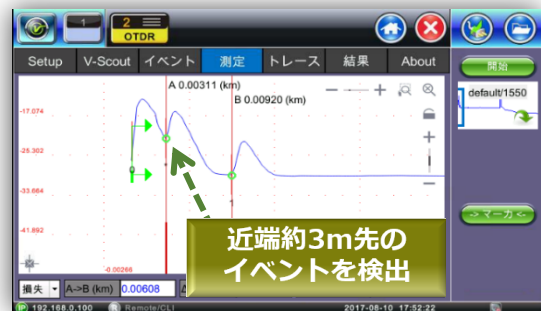 1
2
OTDR
Setup V-Scout イベント 測定 トレース 結果 About
開始
A 0.00311 (km)
B 0.00920 (km)
default/1550
-17.074
-25.302
-33.664
-41.892
-0.00266
1
-> マーカ <-
近端約3m先の
イベントを検出
損失 A->B (km) 0.00608
192.168.0.100 Remote/CLI 2017-08-10 17:52:22